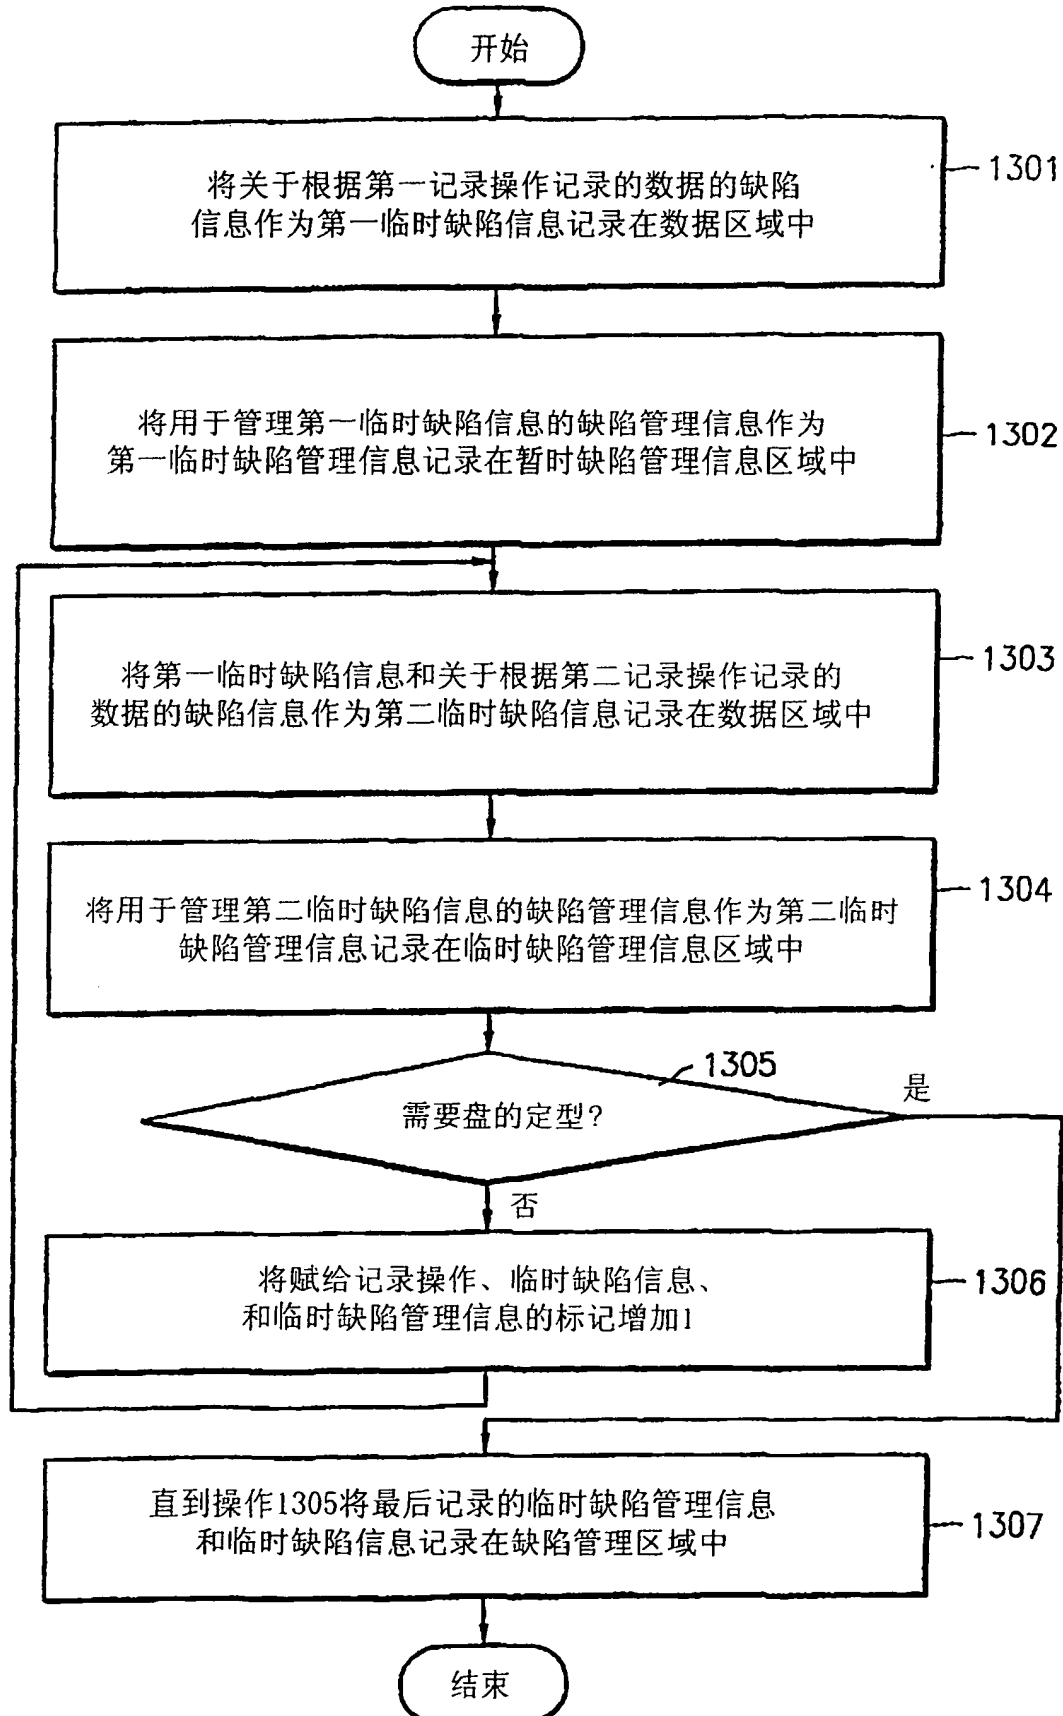 开始
1301
将关于根据第一记录操作记录的数据的缺陷
信息作为第一临时缺陷信息记录在数据区域中
1302
将用于管理第一临时缺陷信息的缺陷管理信息作为
第一临时缺陷管理信息记录在暂时缺陷管理信息区域中
1303
将第一临时缺陷信息和关于根据第二记录操作记录的
数据的缺陷信息作为第二临时缺陷信息记录在数据区域中
1304
将用于管理第二临时缺陷信息的缺陷管理信息作为第二临时
缺陷管理信息记录在临时缺陷管理信息区域中
1305
是
需要盘的定型?
否
1306
将赋给记录操作、临时缺陷信息、
和临时缺陷管理信息的标记增加1
直到操作1305将最后记录的临时缺陷管理信息
和临时缺陷信息记录在缺陷管理区域中
1307
结束